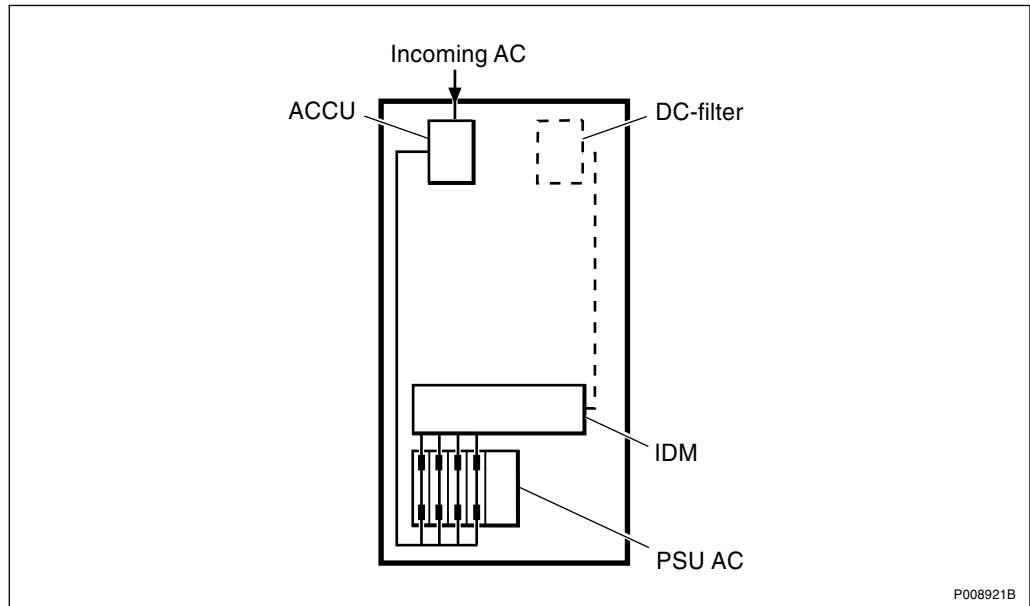 Incoming AC
ACCU
DC-filter
IDM
PSU AC
P008921B